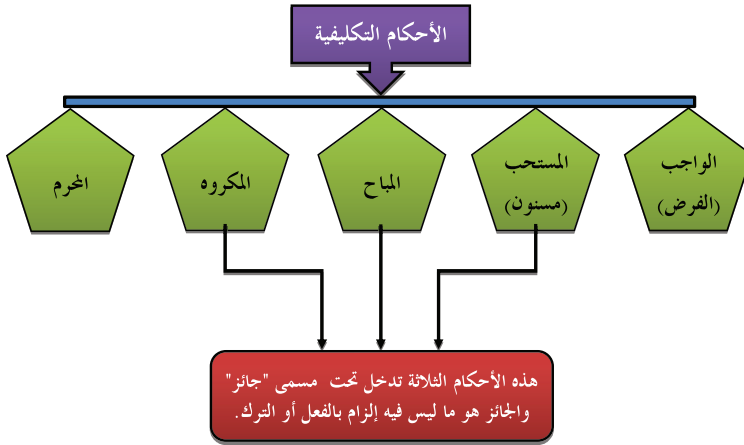 الأحكام التكليفية
الواجب
(الفرض)
المستحب
(مسنون)
المباح
المكروه
المحرم
هذه الأحكام الثلاثة تدخل تحت مسمى "جائز"
والجائز هو ما ليس فيه إلزام بالفعل أو الترك.